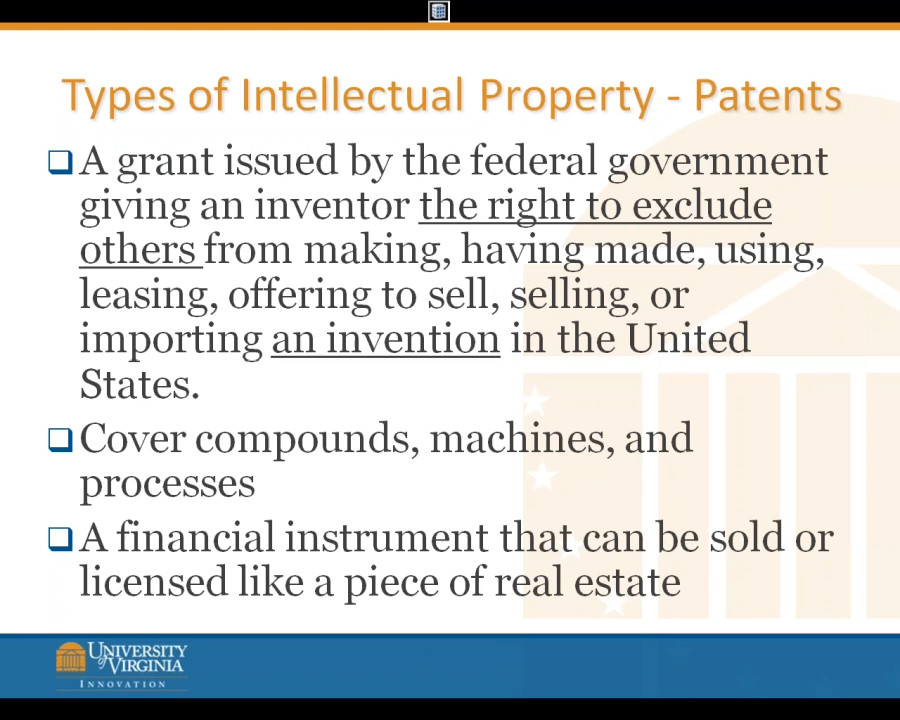 Types of Intellectual Property - Patents
A grant issued by the federal government
giving an inventor the right to exclude
others from making, having made, using,
leasing, offering to sell, selling, or
importing an invention in the United
States.
Cover compounds, machines, and
processes
A financial instrument that can be sold or
licensed like a piece of real estate
UNIVERSITY
of VIRGINIA
INNOVATION